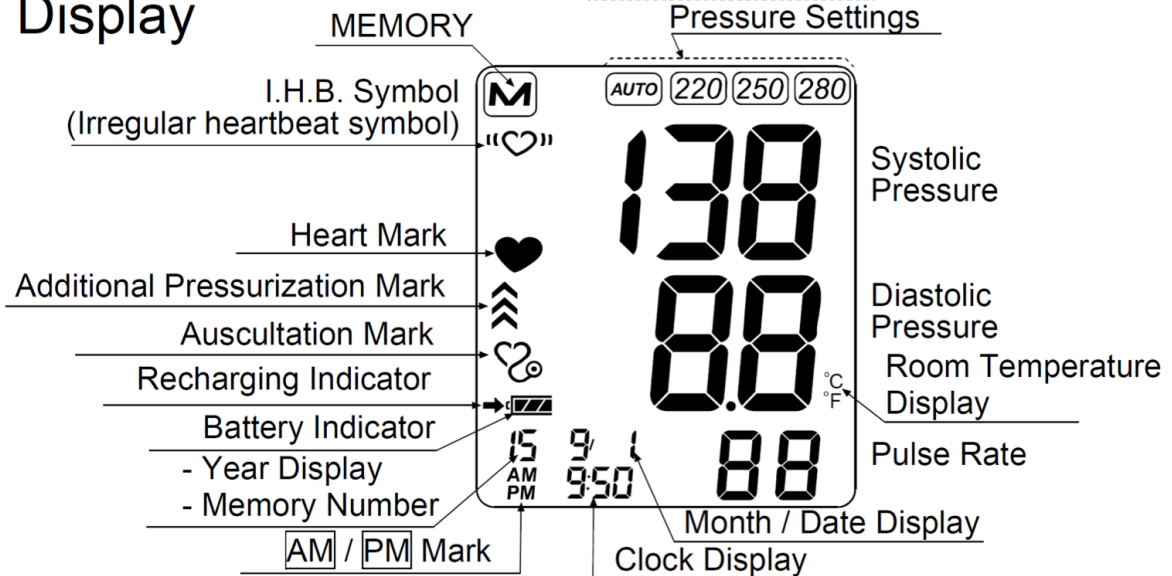 Display
MEMORY
Pressure Settings
I.H.B. Symbol
(Irregular heartbeat symbol)
M
AUTO 220 250 280
138
Systolic
Pressure
Heart Mark
Additional Pressurization Mark
Auscultation Mark
Recharging Indicator
Battery Indicator
8.8
Diastolic
Pressure
°C
°F
Room Temperature
Display
- Year Display
- Memory Number
15 9/ 1
AM
PM
9:50
88
Pulse Rate
AM / PM Mark
Month / Date Display
Clock Display